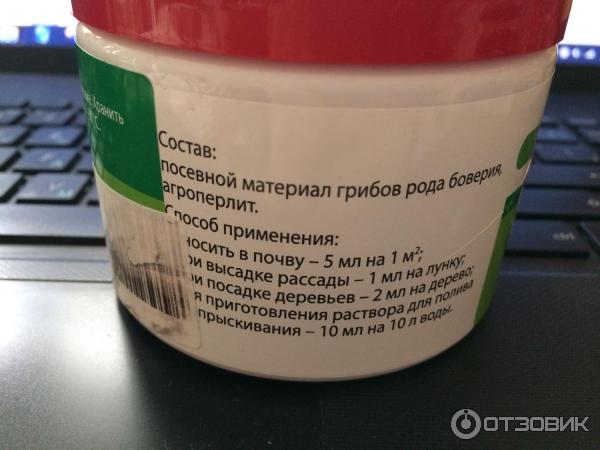 Хранить
Состав:
посевной материал грибов рода боверия,
агроперлит.
Способ применения:
носить в почву – 5 мл на 1 м²;
ри высадке рассады – 1 мл на лунку;
ри посадке деревьев – 2 мл на дерево;
я приготовления раствора для полива
прыскивания – 10 мл на 10 л воды.
ОТЗОВИК